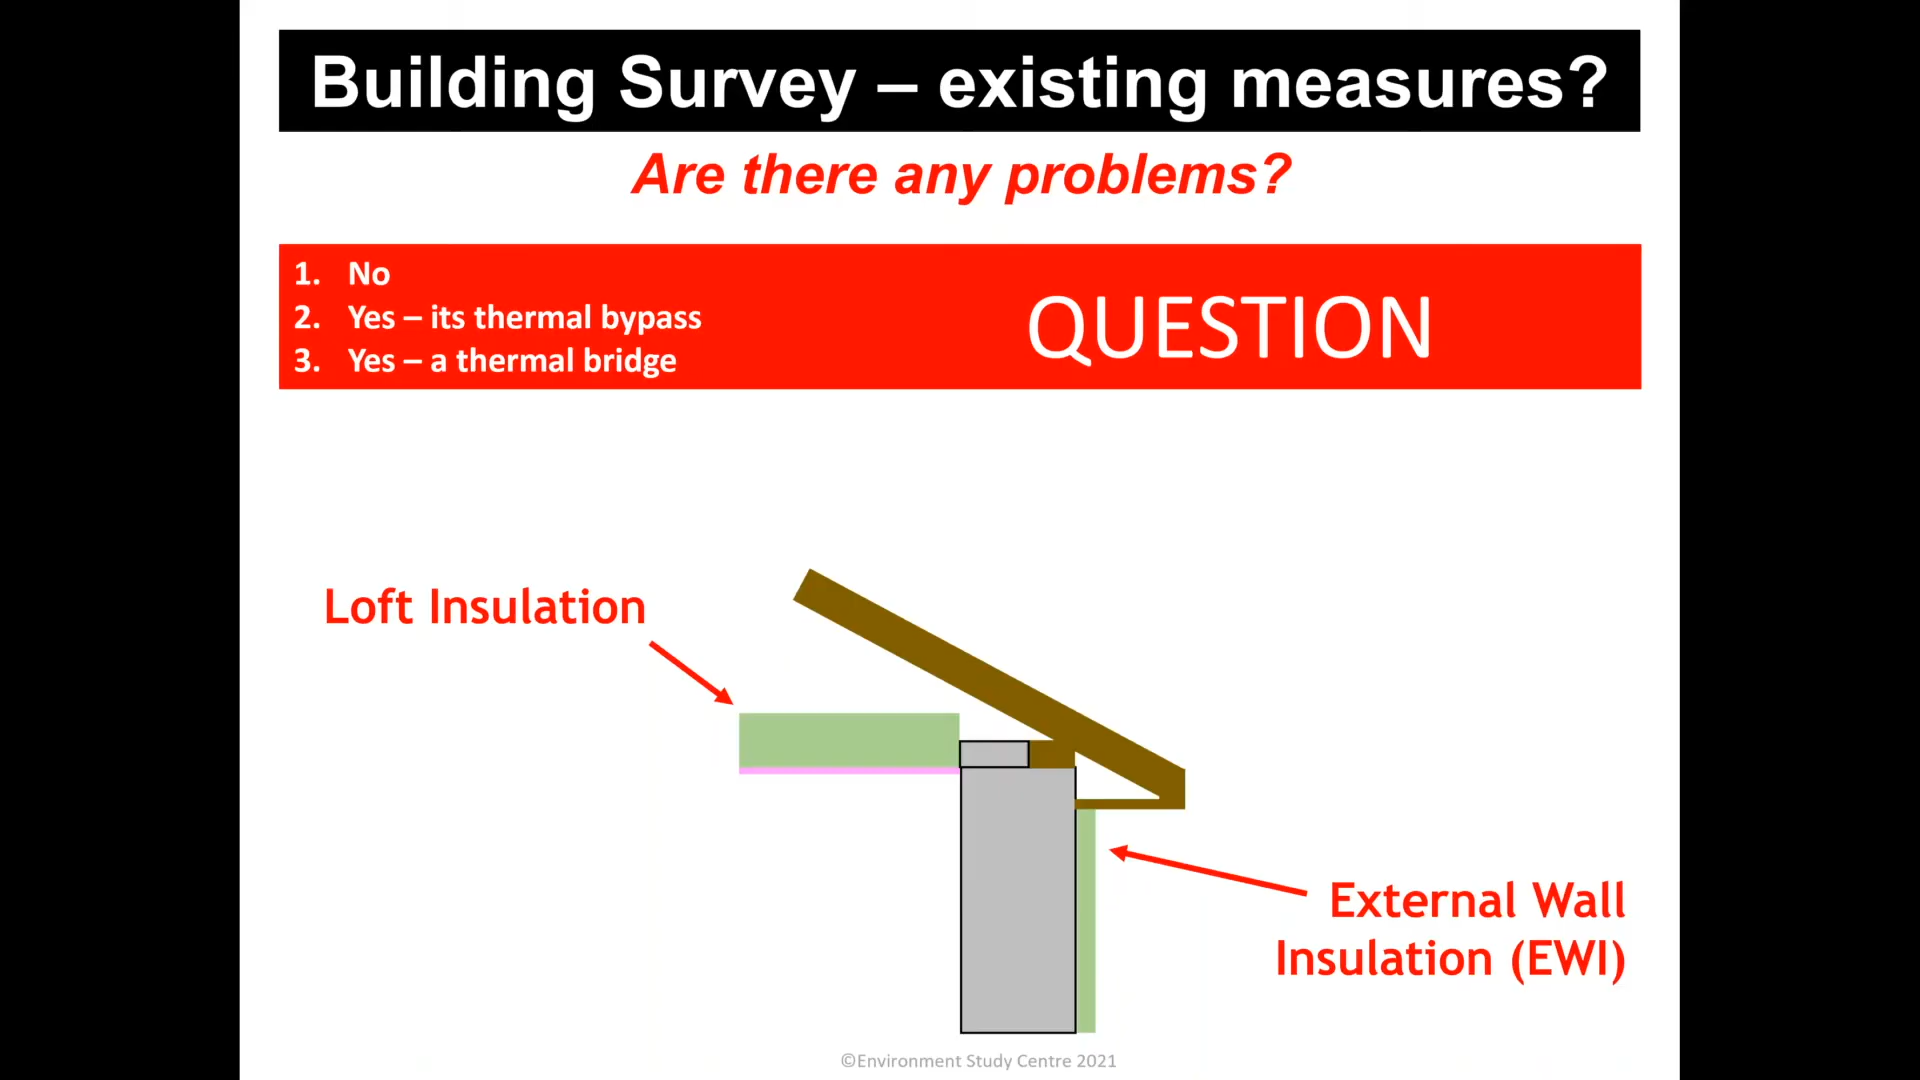 Building Survey – existing measures?
Are there any problems?
1. No
2. Yes – its thermal bypass
3. Yes – a thermal bridge
QUESTION
Loft Insulation
External Wall
Insulation (EWI)
©Environment Study Centre 2021